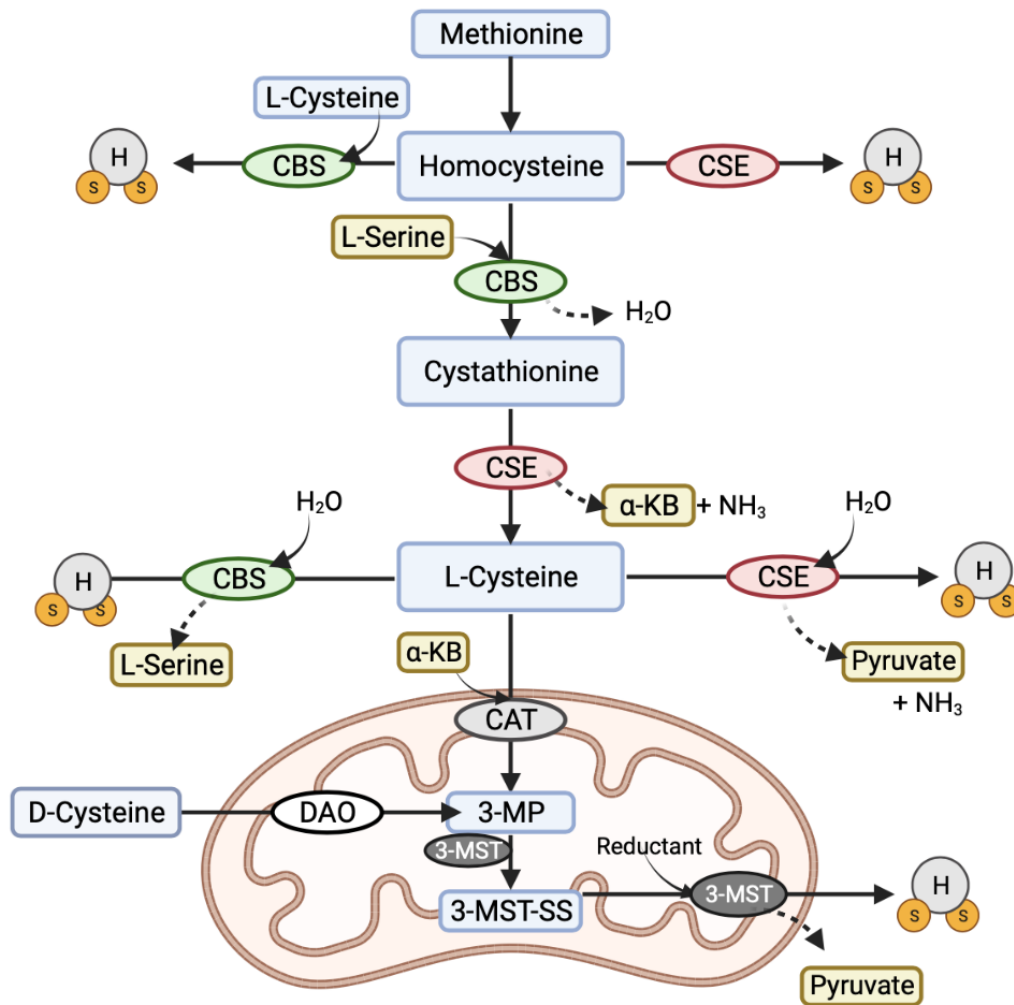 Methionine
L-Cysteine
H
S S
CBS
Homocysteine
CSE
H
S S
L-Serine
CBS
H₂O
Cystathionine
CSE
α-KB + NH₃
H₂O
H₂O
H
S S
CBS
L-Cysteine
CSE
H
S S
L-Serine
α-KB
Pyruvate
+ NH₃
CAT
D-Cysteine
DAO
3-MP
3-MST
Reductant
3-MST-SS
3-MST
H
S S
Pyruvate